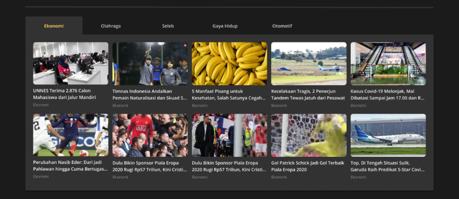 Ekonomi
Olahraga
Seleb
Gaya Hidup
Otomotif
UNNES Terima 2.876 Calon
Mahasiswa dari Jalur Mandiri
Ekonomi
Timnas Indonesia Andalkan
Pemain Naturalisasi dan Skuad S...
Ekonomi
5 Manfaat Pisang untuk
Kesehatan, Salah Satunya Cegah...
Ekonomi
Kecelakaan Tragis, 2 Penerjun
Tandem Tewas Jatuh dari Pesawat
Ekonomi
Kasus Covid-19 Melonjak, Mal
Dibatasi Sampai Jam 17.00 dan R...
Ekonomi
Perubahan Nasib Eder: Dari Jadi
Pahlawan hingga Cuma Bertugas...
Ekonomi
Dulu Bikin Sponsor Piala Eropa
2020 Rugi Rp57 Triliun, Kini Cristi...
Ekonomi
Dulu Bikin Sponsor Piala Eropa
2020 Rugi Rp57 Triliun, Kini Cristi...
Ekonomi
Gol Patrick Schick Jadi Gol Terbaik
Piala Eropa 2020
Ekonomi
Top, Di Tengah Situasi Sulit,
Garuda Raih Predikat 5-Star Covi...
Ekonomi